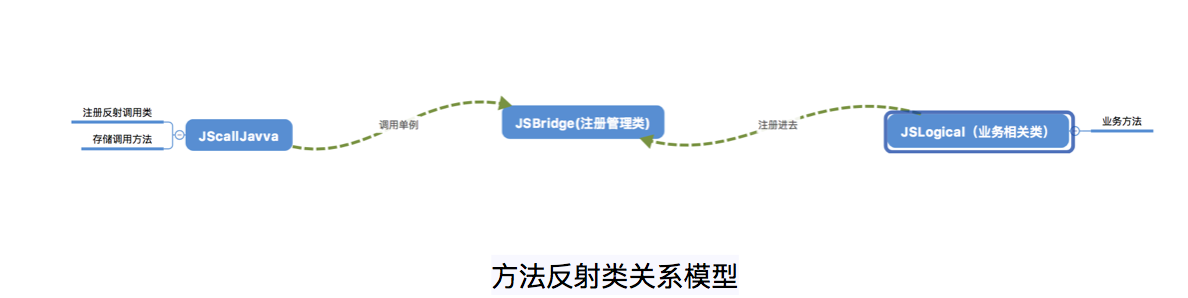 注册反射调用类
存储调用方法
JScallJavva
调用单例
JSBridge(注册管理类)
注册进去
JSLogical（业务相关类）
业务方法
方法反射类关系模型